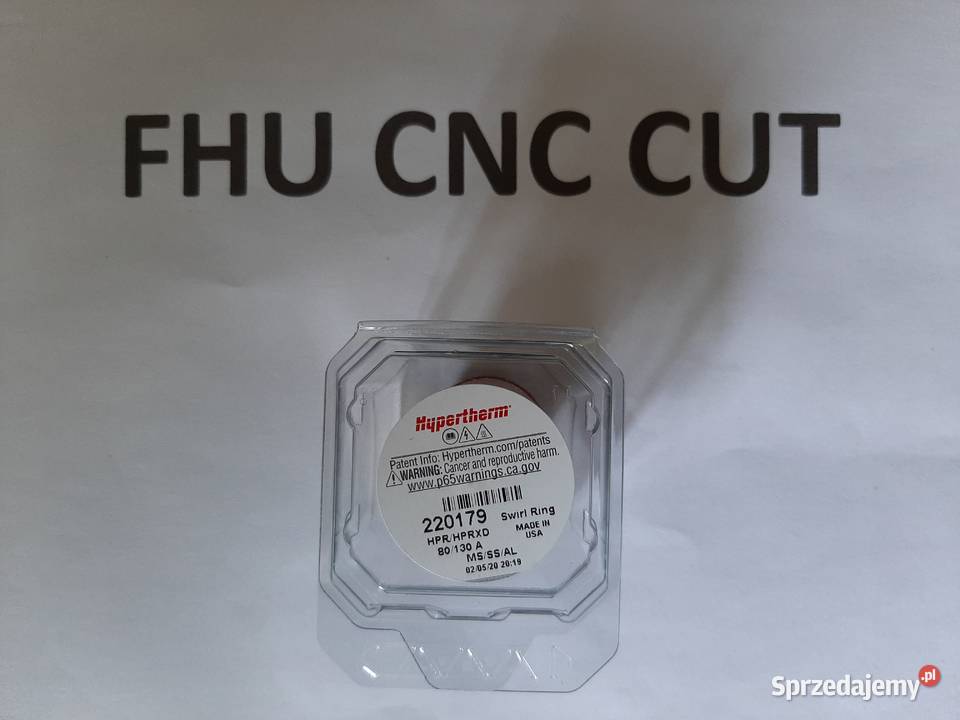 FHU CNC CUT
Hypertherm
Patent Info: Hypertherm.com/patents
WARNING: Cancer and reproductive harm.
www.p65warnings.ca.gov
220179 Swirl Ring
HPR/HPRXD MADE IN
80/130 A USA
MS/SS/AL
02/05/20 20:19
Sprzedajemy.pl